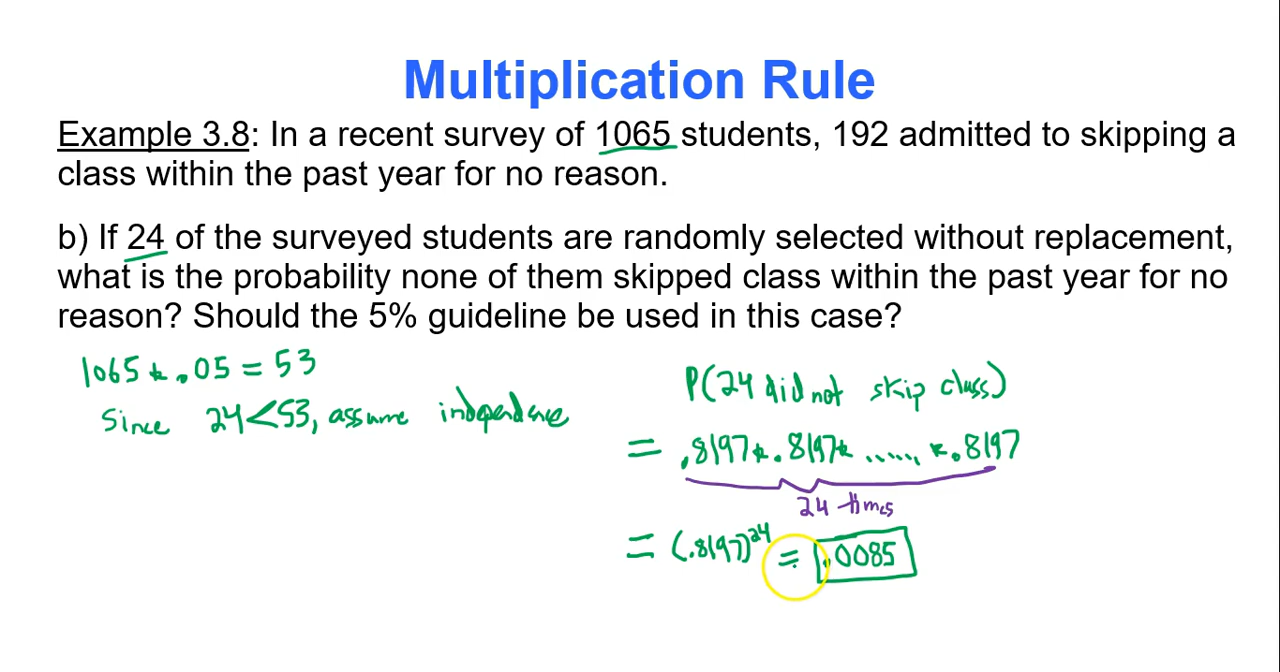 Multiplication Rule
Example 3.8: In a recent survey of 1065 students, 192 admitted to skipping a
class within the past year for no reason.
b) If 24 of the surveyed students are randomly selected without replacement,
what is the probability none of them skipped class within the past year for no
reason? Should the 5% guideline be used in this case?
1065 * .05 = 53
Since 24 < 53, assume independence
P(24 did not skip class)
= .8197 * .8197 * ...... * .8197
24 times
= (.8197)^24 = .0085